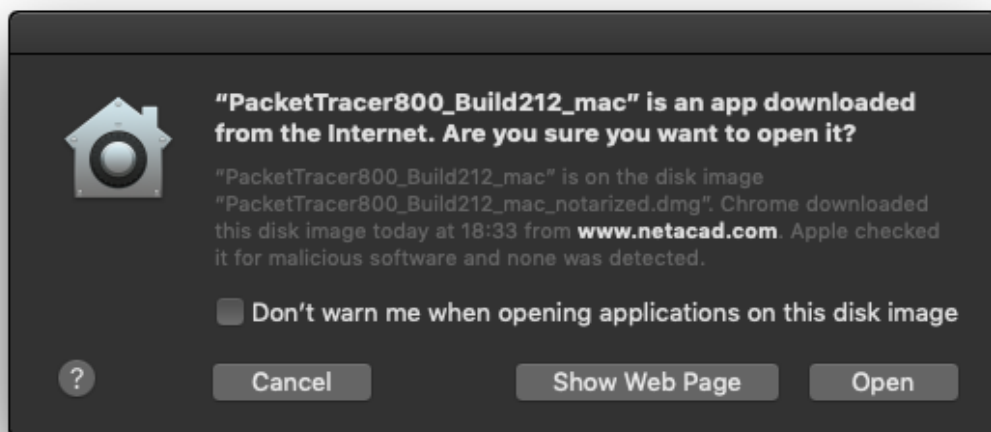 “PacketTracer800_Build212_mac” is an app downloaded
from the Internet. Are you sure you want to open it?
“PacketTracer800_Build212_mac” is on the disk image
“PacketTracer800_Build212_mac_notarized.dmg”. Chrome downloaded
this disk image today at 18:33 from www.netacad.com. Apple checked
it for malicious software and none was detected.
Don’t warn me when opening applications on this disk image
? Cancel Show Web Page Open